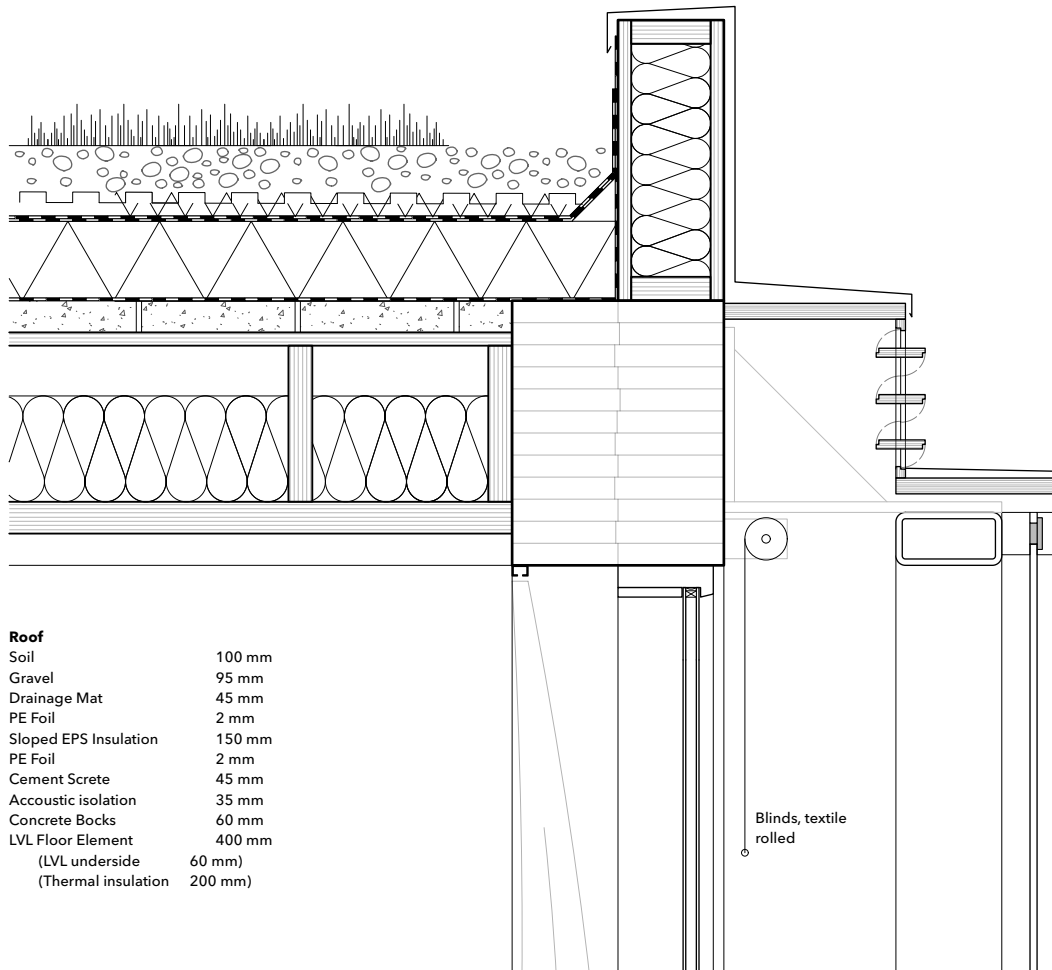 Roof
Soil 100 mm
Gravel 95 mm
Drainage Mat 45 mm
PE Foil 2 mm
Sloped EPS Insulation 150 mm
PE Foil 2 mm
Cement Screte 45 mm
Accoustic isolation 35 mm
Concrete Bocks 60 mm
LVL Floor Element 400 mm
(LVL underside 60 mm)
(Thermal insulation 200 mm)
Blinds, textile
rolled